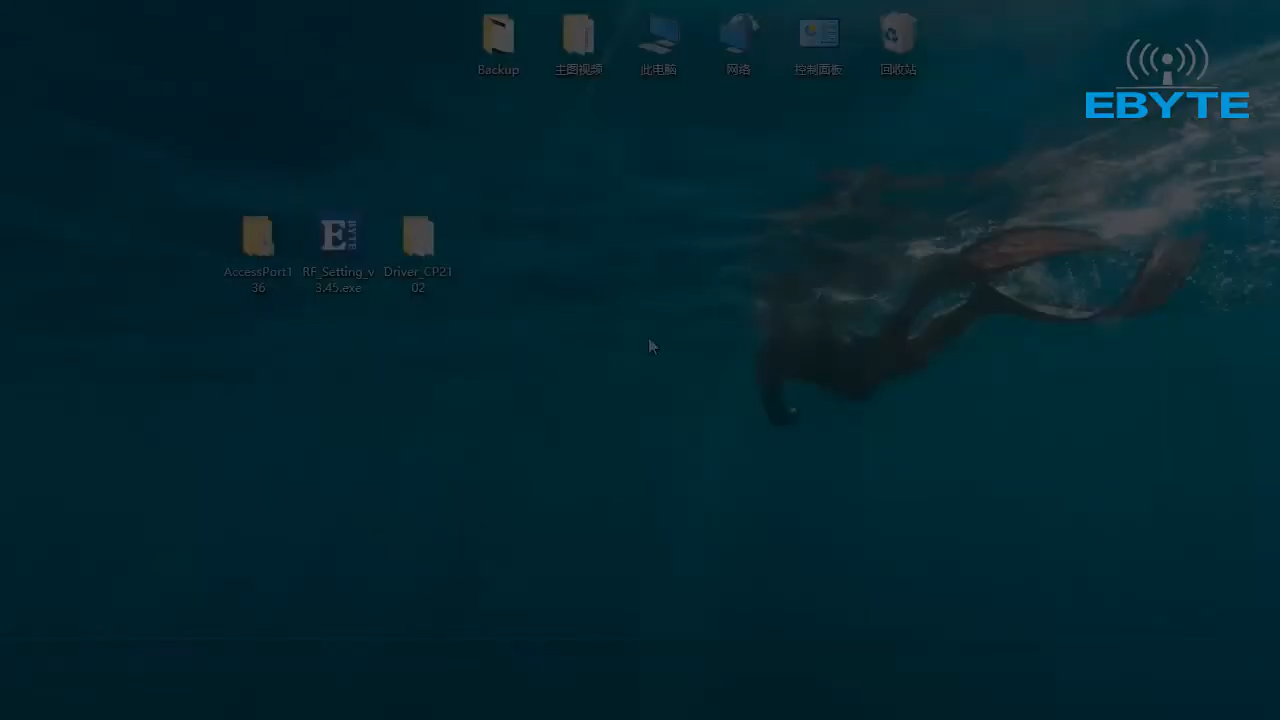 Backup
主图视频
此电脑
网络
控制面板
回收站
EBYTE
AccessPort1
36
RF_Setting_v
3.45.exe
Driver_CP21
02
E BYTE